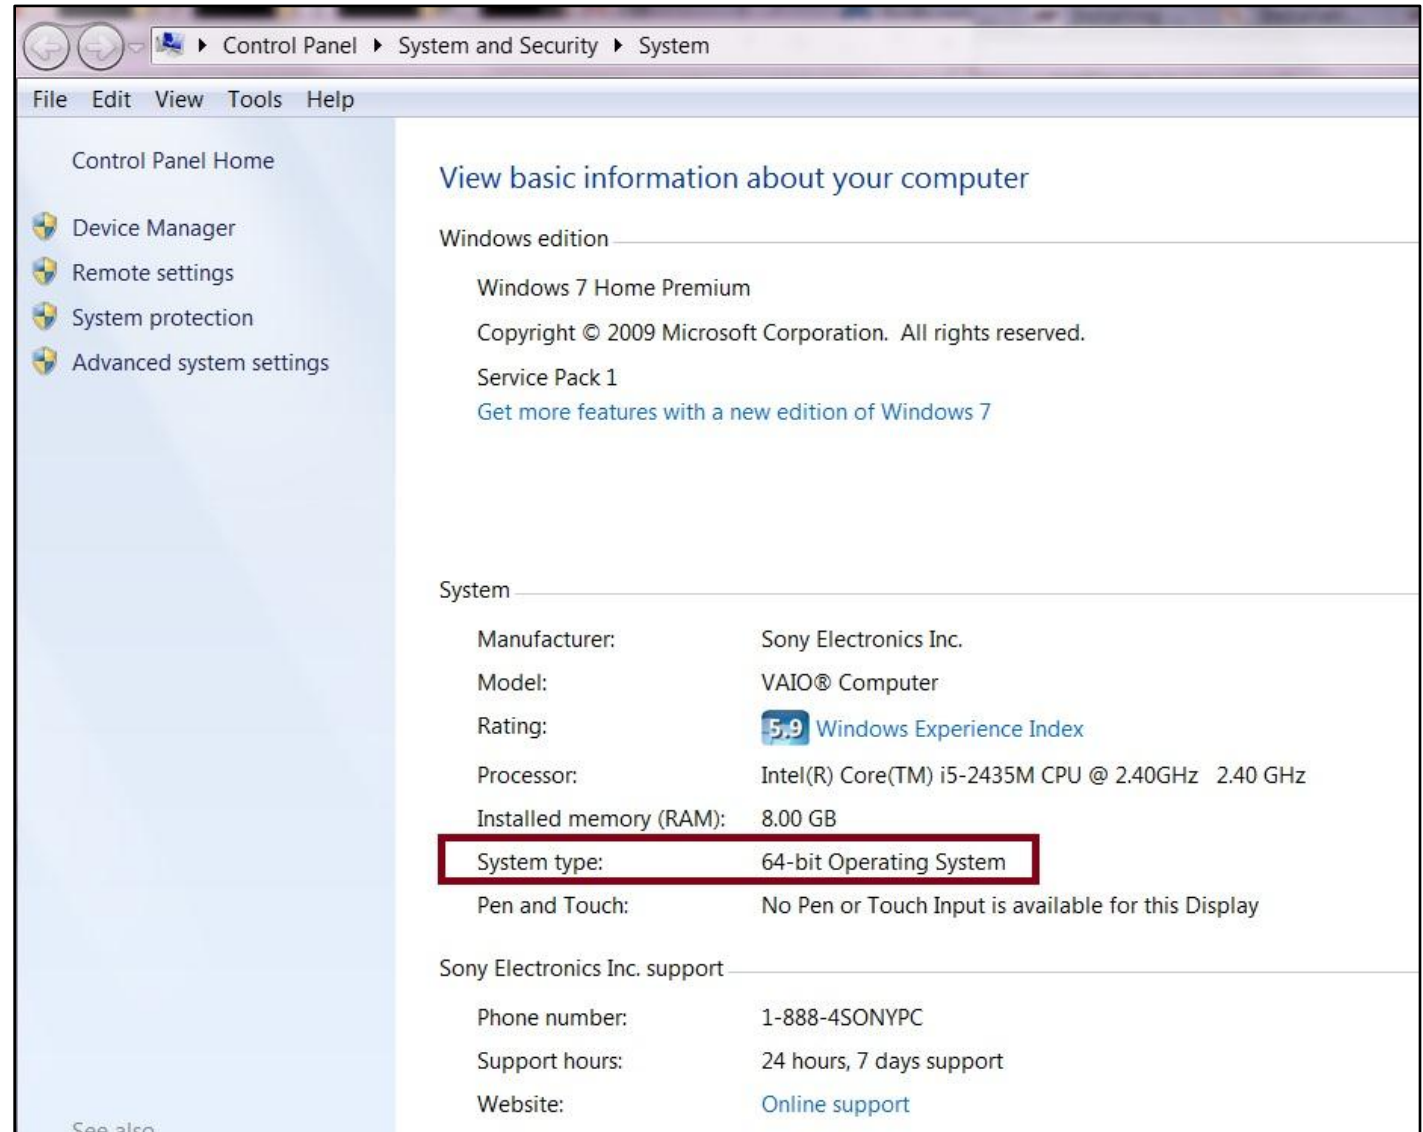 Control Panel ▸ System and Security ▸ System
File Edit View Tools Help
Control Panel Home
Device Manager
Remote settings
System protection
Advanced system settings
See also
View basic information about your computer
Windows edition
Windows 7 Home Premium
Copyright © 2009 Microsoft Corporation. All rights reserved.
Service Pack 1
Get more features with a new edition of Windows 7
System
Manufacturer: Sony Electronics Inc.
Model: VAIO® Computer
Rating: 5.9 Windows Experience Index
Processor: Intel(R) Core(TM) i5-2435M CPU @ 2.40GHz 2.40 GHz
Installed memory (RAM): 8.00 GB
System type: 64-bit Operating System
Pen and Touch: No Pen or Touch Input is available for this Display
Sony Electronics Inc. support
Phone number: 1-888-4SONYPC
Support hours: 24 hours, 7 days support
Website: Online support